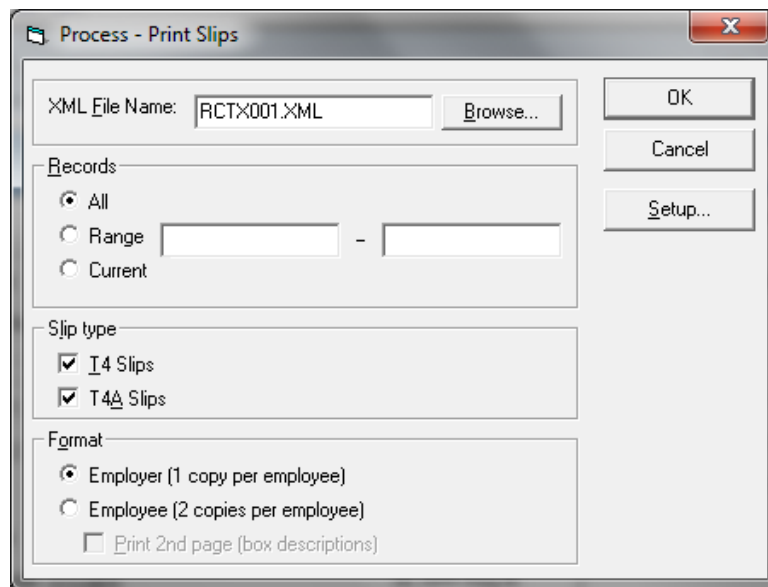 Process - Print Slips
XML File Name: RCTX001.XML Browse...
OK
Cancel
Setup...
Records
All
Range –
Current
Slip type
T4 Slips
T4A Slips
Format
Employer (1 copy per employee)
Employee (2 copies per employee)
Print 2nd page (box descriptions)